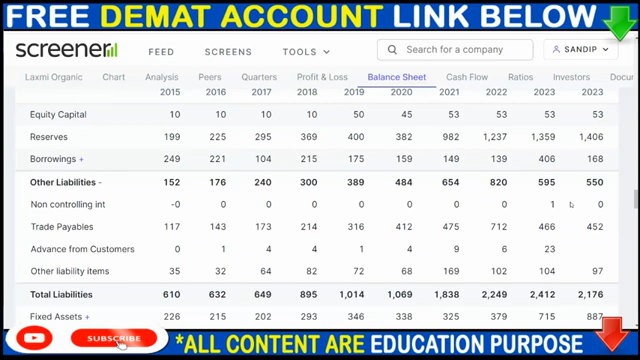 FREE DEMAT ACCOUNT LINK BELOW
screener
FEED SCREENS TOOLS Search for a company SANDIP
Laxmi Organic Chart Analysis Peers Quarters Profit & Loss Balance Sheet Cash Flow Ratios Investors Docum
2015 2016 2017 2018 2019 2020 2021 2022 2023 2023
Equity Capital 10 10 10 10 50 45 53 53 53 53
Reserves 199 225 295 369 400 382 982 1,237 1,359 1,406
Borrowings + 249 221 104 215 175 159 149 139 406 168
Other Liabilities - 152 176 240 300 389 484 654 820 595 550
Non controlling int -0 0 0 0 0 0 0 0 1 0
Trade Payables 117 143 173 214 316 412 475 712 466 452
Advance from Customers 0 1 4 4 1 4 9 6 23
Other liability items 35 32 64 82 72 68 169 102 104 97
Total Liabilities 610 632 649 895 1,014 1,069 1,838 2,249 2,412 2,176
Fixed Assets + 226 215 202 293 346 338 325 379 715 887
SUBSCRIBE *ALL CONTENT ARE EDUCATION PURPOSE